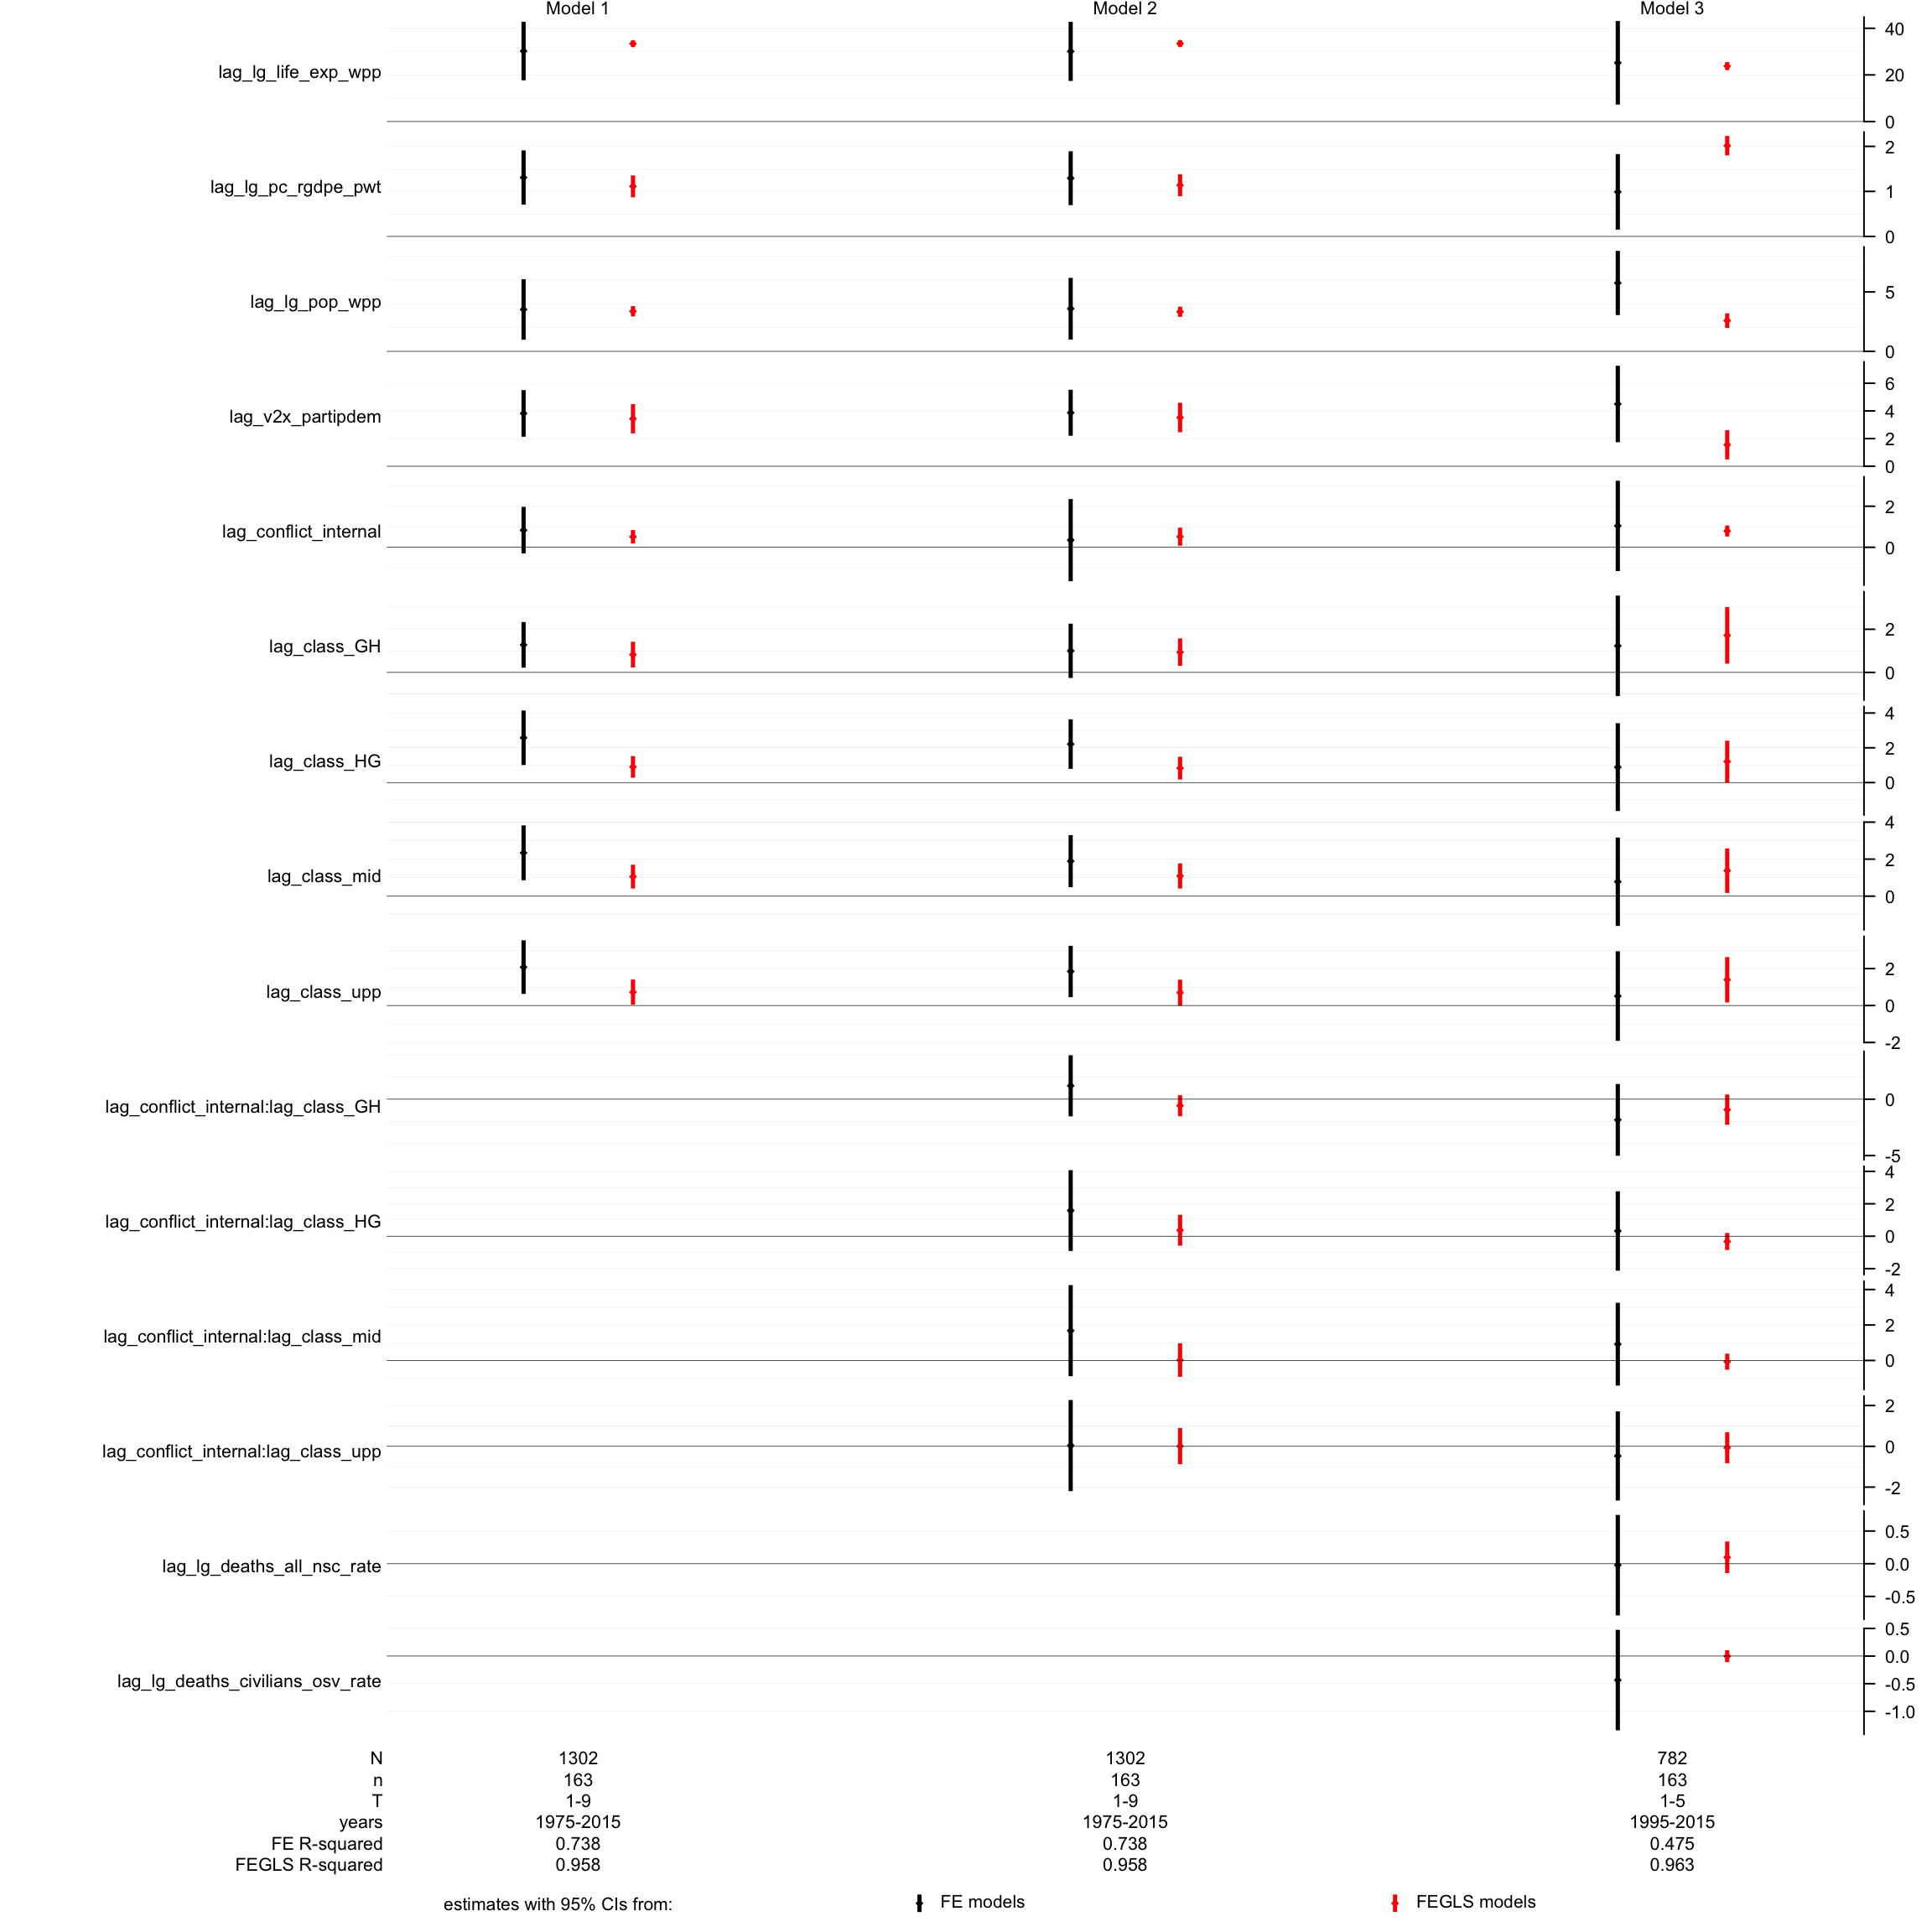 Model 1 Model 2 Model 3
40
lag_lg_life_exp_wpp
20
0
2
lag_lg_pc_rgdpe_pwt
1
0
5
lag_lg_pop_wpp
0
6
lag_v2x_partipdem
4
2
0
2
lag_conflict_internal
0
2
lag_class_GH
0
4
2
lag_class_HG
0
4
2
lag_class_mid
0
2
lag_class_upp
0
-2
0
lag_conflict_internal:lag_class_GH
-5
4
2
lag_conflict_internal:lag_class_HG
0
-2
4
2
lag_conflict_internal:lag_class_mid
0
2
0
lag_conflict_internal:lag_class_upp
-2
0.5
0.0
lag_lg_deaths_all_nsc_rate
-0.5
0.5
0.0
lag_lg_deaths_civilians_osv_rate
-0.5
-1.0
N 1302 1302 782
n 163 163 163
T 1-9 1-9 1-5
years 1975-2015 1975-2015 1995-2015
FE R-squared 0.738 0.738 0.475
FEGLS R-squared 0.958 0.958 0.963
estimates with 95% CIs from: FE models FEGLS models